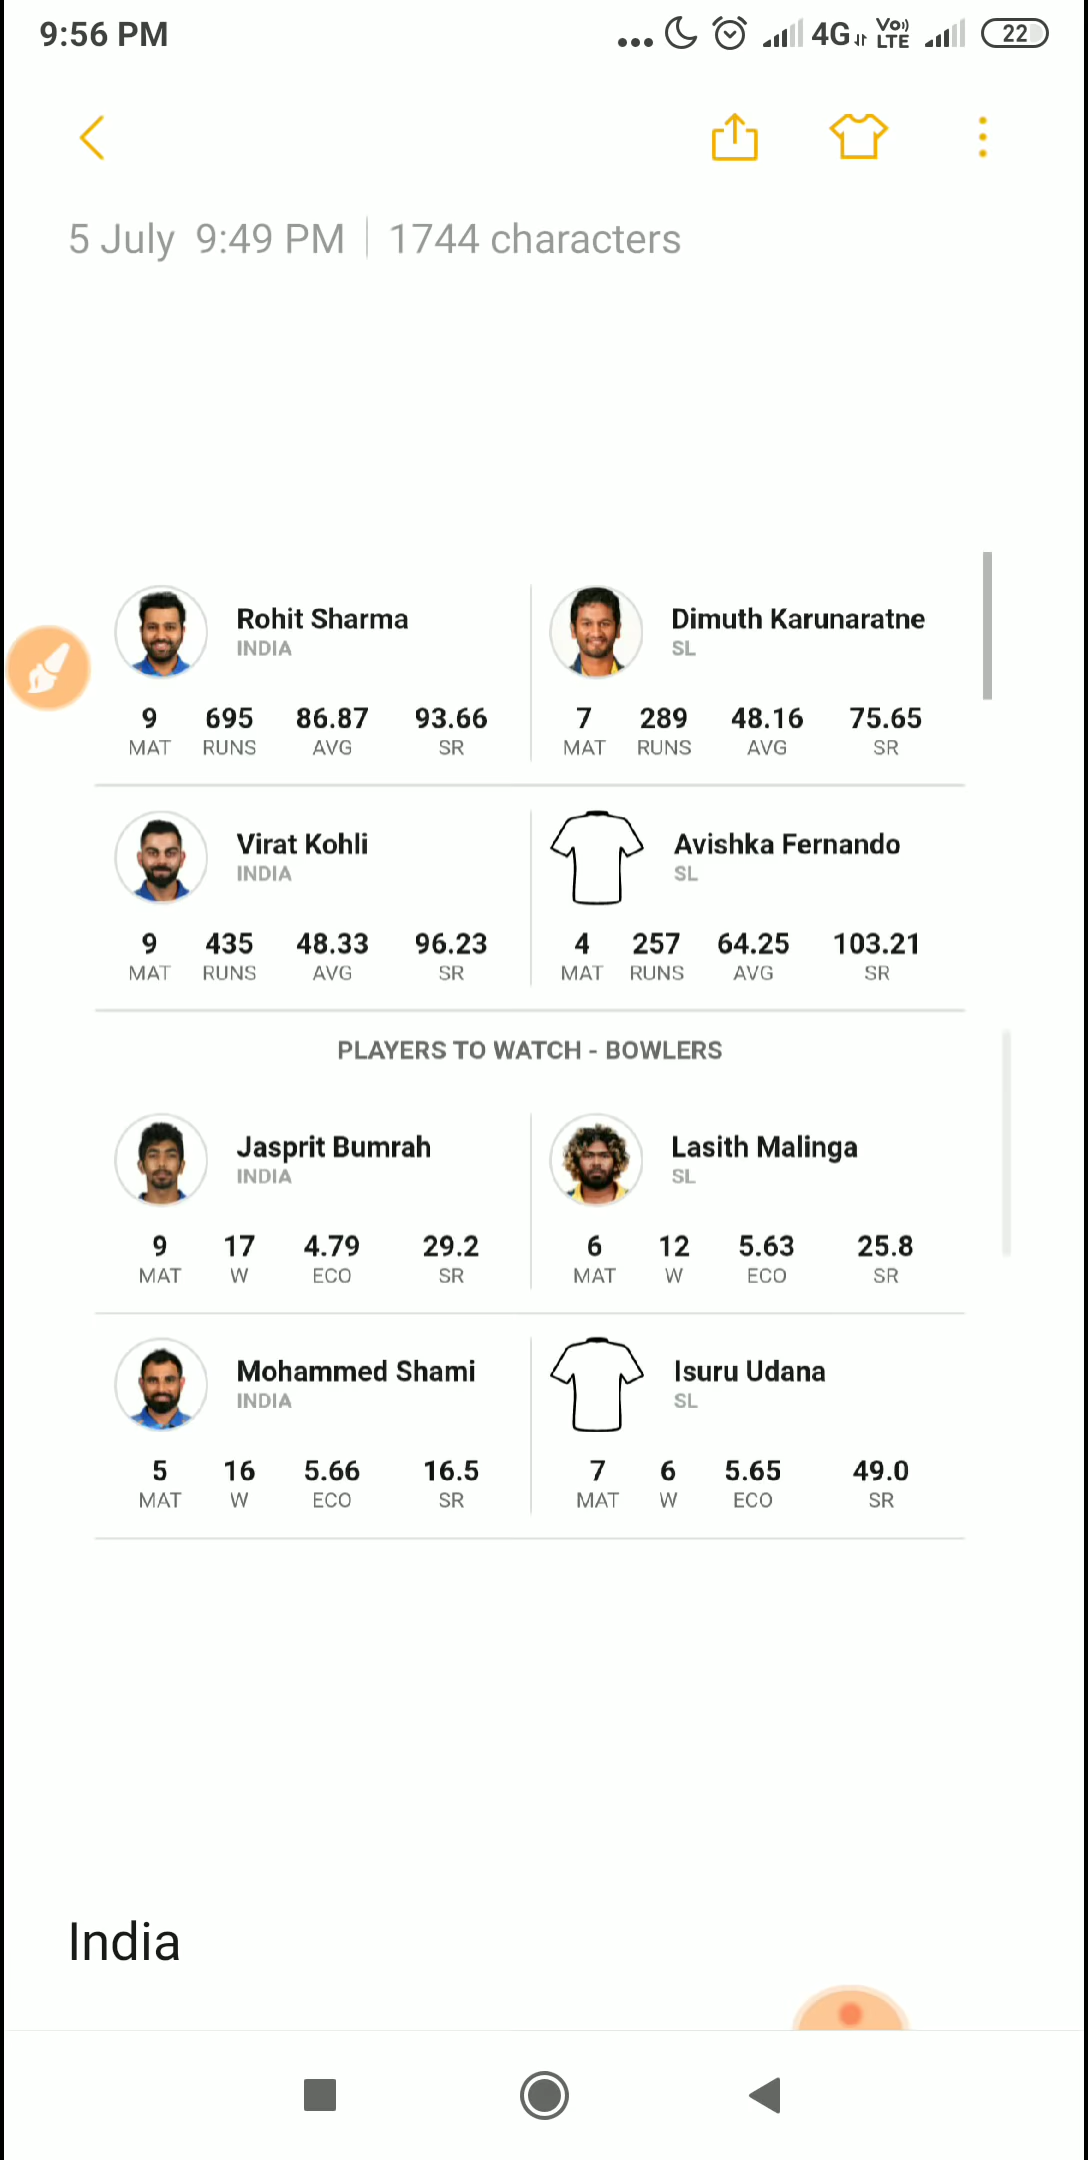 9:56 PM 4G Vo)) LTE 22
5 July 9:49 PM | 1744 characters
Rohit Sharma Dimuth Karunaratne
INDIA SL
9 695 86.87 93.66 7 289 48.16 75.65
MAT RUNS AVG SR MAT RUNS AVG SR
Virat Kohli Avishka Fernando
INDIA SL
9 435 48.33 96.23 4 257 64.25 103.21
MAT RUNS AVG SR MAT RUNS AVG SR
PLAYERS TO WATCH - BOWLERS
Jasprit Bumrah Lasith Malinga
INDIA SL
9 17 4.79 29.2 6 12 5.63 25.8
MAT W ECO SR MAT W ECO SR
Mohammed Shami Isuru Udana
INDIA SL
5 16 5.66 16.5 7 6 5.65 49.0
MAT W ECO SR MAT W ECO SR
India